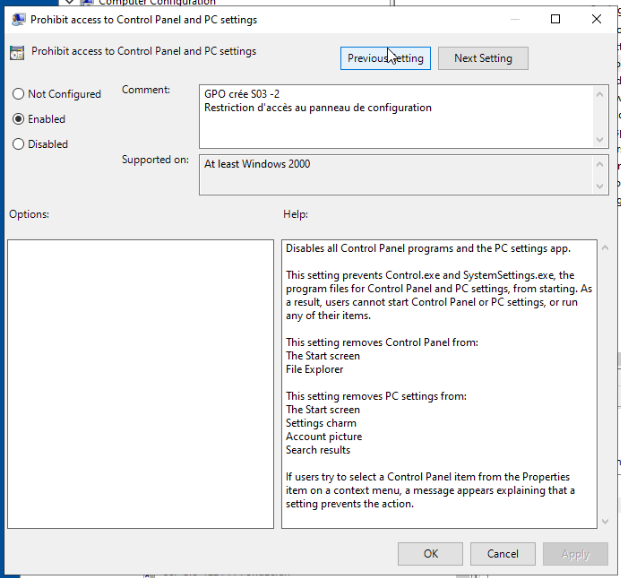 Computer Configuration
Prohibit access to Control Panel and PC settings
Prohibit access to Control Panel and PC settings
Previous Setting
Next Setting
Not Configured
Enabled
Disabled
Comment:
GPO crée S03 -2
Restriction d'accès au panneau de configuration
Supported on:
At least Windows 2000
Options:
Help:
Disables all Control Panel programs and the PC settings app.
This setting prevents Control.exe and SystemSettings.exe, the
program files for Control Panel and PC settings, from starting. As
a result, users cannot start Control Panel or PC settings, or run
any of their items.
This setting removes Control Panel from:
The Start screen
File Explorer
This setting removes PC settings from:
The Start screen
Settings charm
Account picture
Search results
If users try to select a Control Panel item from the Properties
item on a context menu, a message appears explaining that a
setting prevents the action.
OK
Cancel
Apply